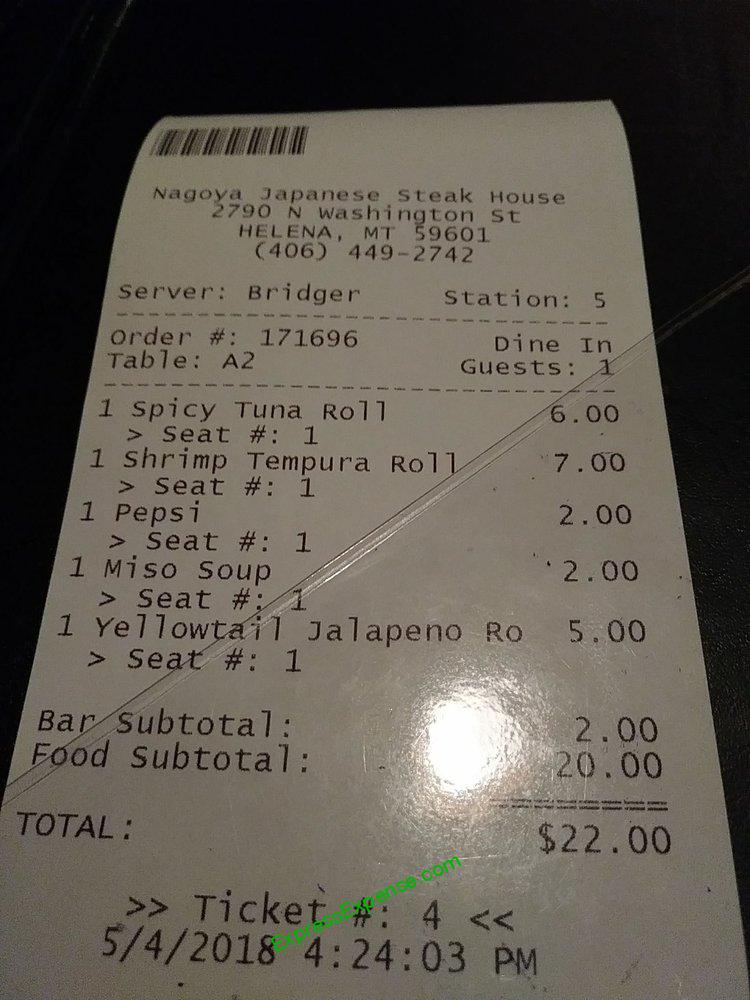 Nagoya Japanese Steak House
2790 N Washington St
HELENA, MT 59601
(406) 449-2742
Server: Bridger Station: 5
Order #: 171696 Dine In
Table: A2 Guests: 1
1 Spicy Tuna Roll 6.00
> Seat #: 1
1 Shrimp Tempura Roll 7.00
> Seat #: 1
1 Pepsi 2.00
> Seat #: 1
1 Miso Soup 2.00
> Seat #: 1
1 Yellowtail Jalapeno Ro 5.00
> Seat #: 1
Bar Subtotal: 2.00
Food Subtotal: 20.00
TOTAL: $22.00
>> Ticket #: 4 <<
5/4/2018 4:24:03 PM
ExpressExpense.com